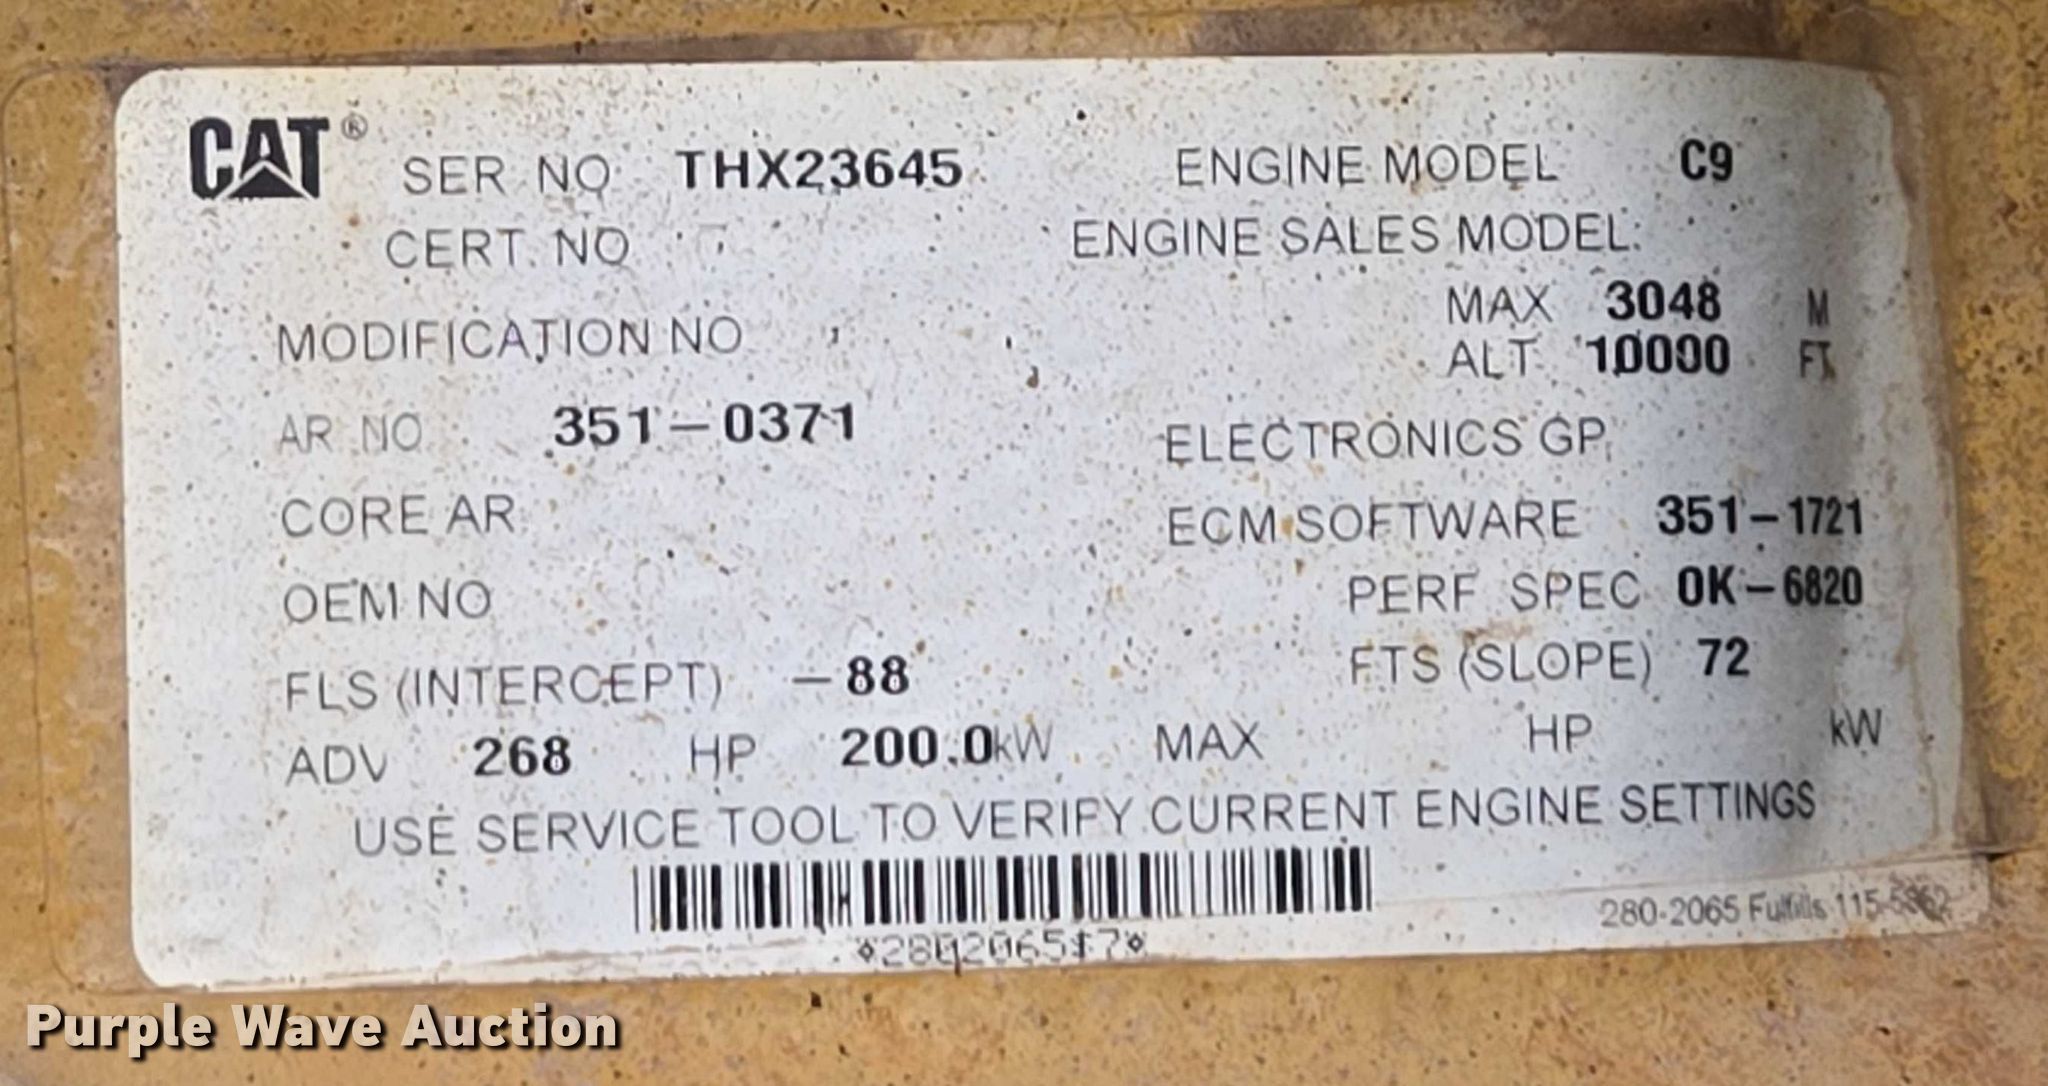 CAT® SER NO THX23645 ENGINE MODEL C9
CERT. NO ENGINE SALES MODEL:
MAX 3048 M
MODIFICATION NO
ALT 10000 FT
AR NO 351-0371 ELECTRONICS GP
CORE AR ECM SOFTWARE 351-1721
OEM NO PERF SPEC 0K-6820
FLS (INTERCEPT) -88 FTS (SLOPE) 72
ADV 268 HP 200.0kW MAX HP kW
USE SERVICE TOOL TO VERIFY CURRENT ENGINE SETTINGS
280-2065 Fulfills 115-5862
Purple Wave Auction